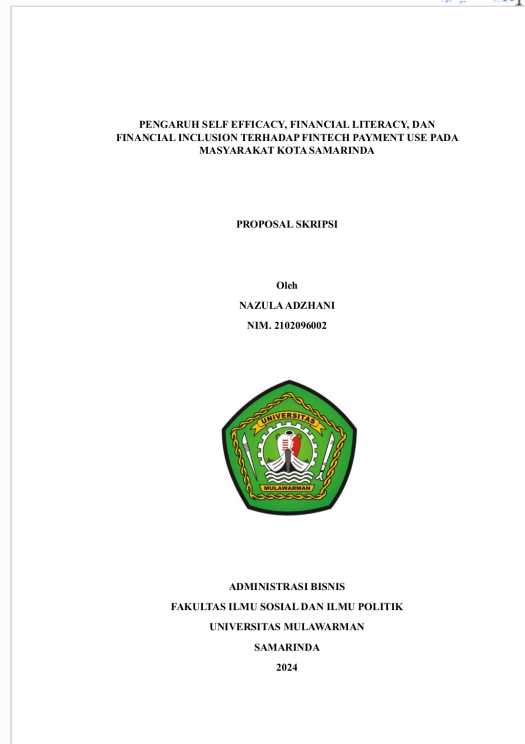 PENGARUH SELF EFFICACY, FINANCIAL LITERACY, DAN
FINANCIAL INCLUSION TERHADAP FINTECH PAYMENT USE PADA
MASYARAKAT KOTA SAMARINDA
PROPOSAL SKRIPSI
Oleh
NAZULA ADZHANI
NIM. 2102096002
UNIVERSITAS
MULAWARMAN
ADMINISTRASI BISNIS
FAKULTAS ILMU SOSIAL DAN ILMU POLITIK
UNIVERSITAS MULAWARMAN
SAMARINDA
2024